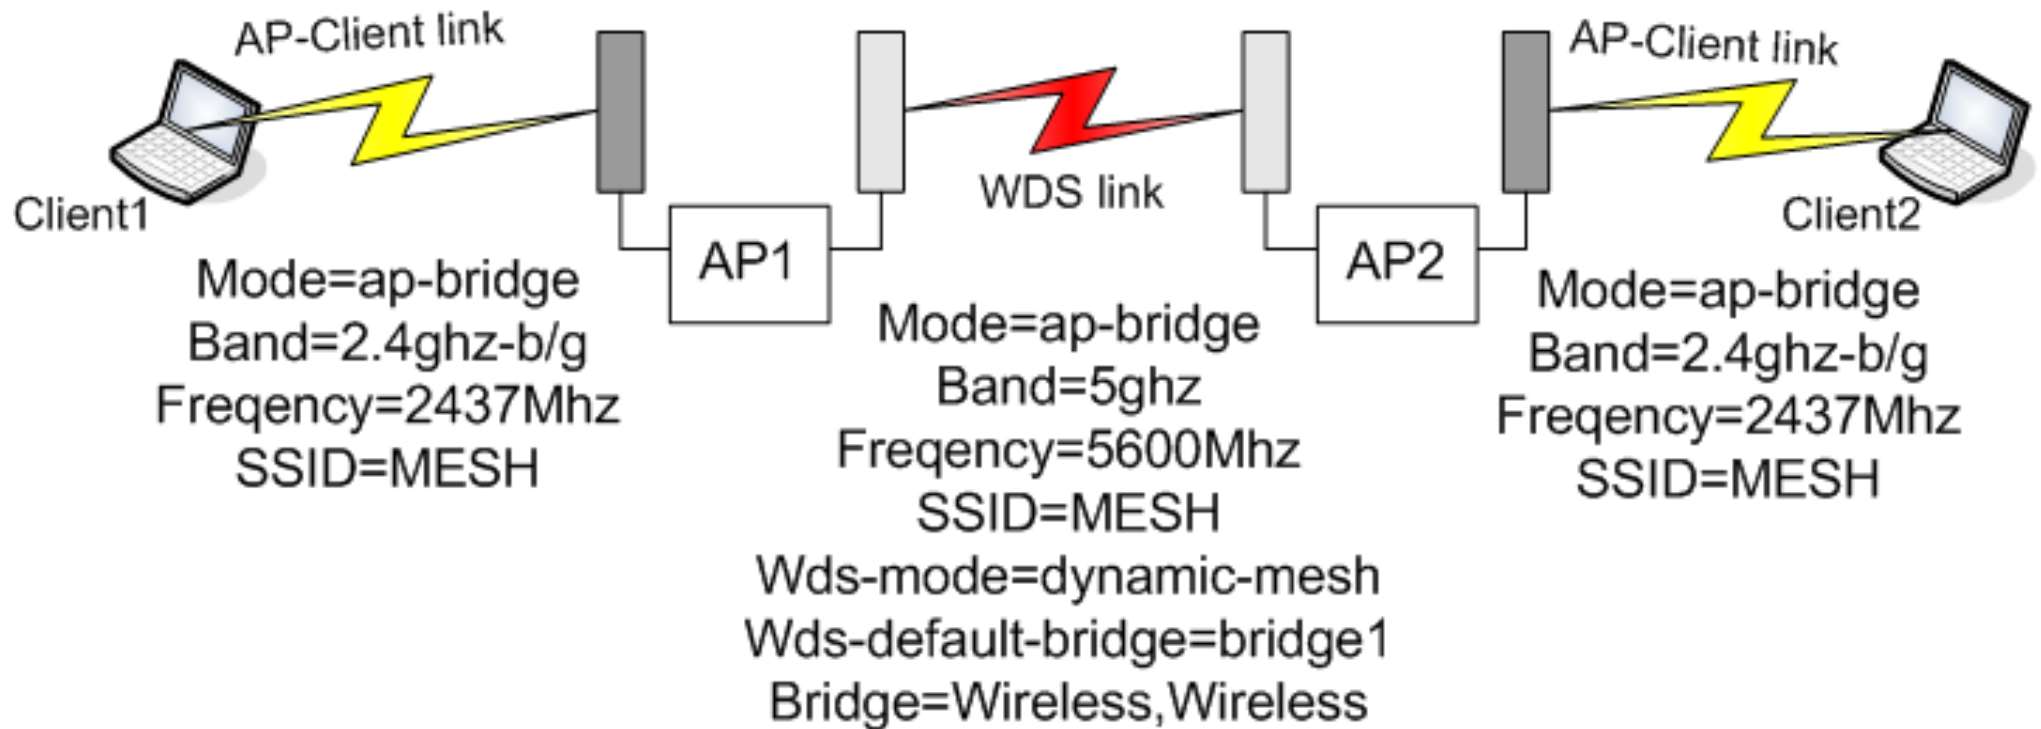 AP-Client link
AP-Client link
WDS link
Client1
Client2
AP1
AP2
Mode=ap-bridge
Band=2.4ghz-b/g
Freqency=2437Mhz
SSID=MESH
Mode=ap-bridge
Band=5ghz
Freqency=5600Mhz
SSID=MESH
Wds-mode=dynamic-mesh
Wds-default-bridge=bridge1
Bridge=Wireless,Wireless
Mode=ap-bridge
Band=2.4ghz-b/g
Freqency=2437Mhz
SSID=MESH